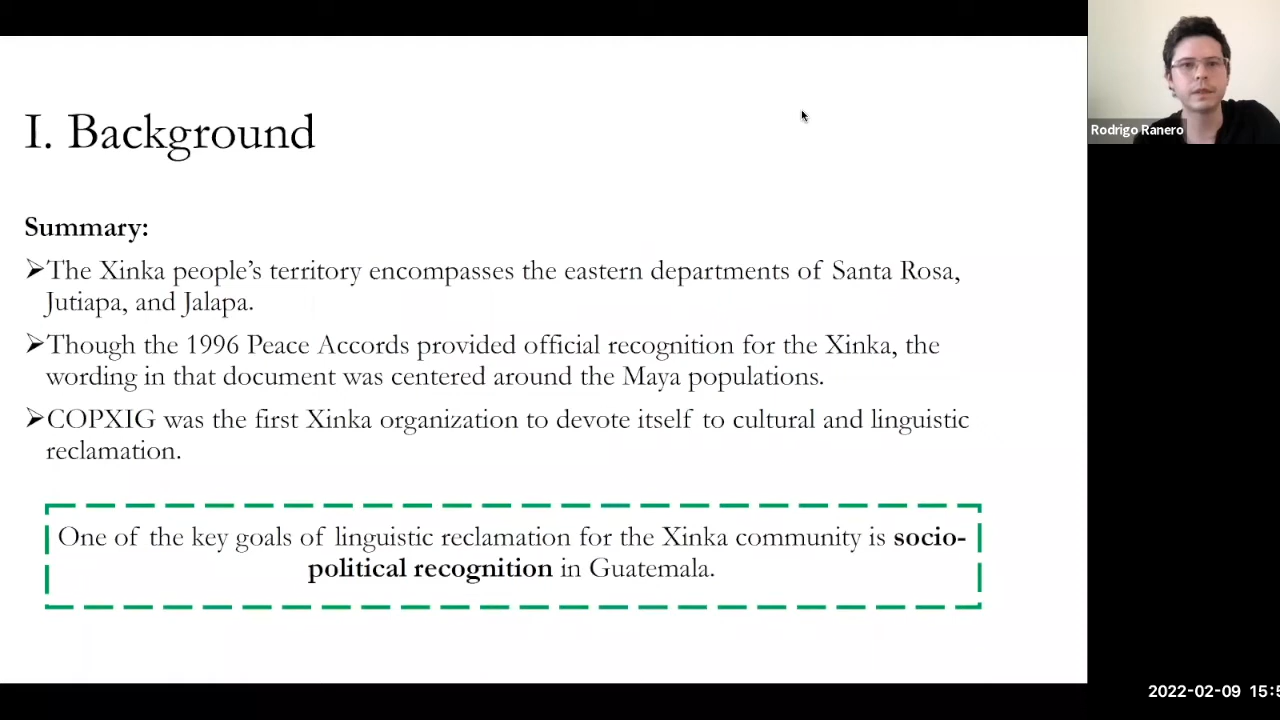 I. Background
Summary:
➤The Xinka people's territory encompasses the eastern departments of Santa Rosa,
Jutiapa, and Jalapa.
➤Though the 1996 Peace Accords provided official recognition for the Xinka, the
wording in that document was centered around the Maya populations.
➤COPXIG was the first Xinka organization to devote itself to cultural and linguistic
reclamation.
One of the key goals of linguistic reclamation for the Xinka community is socio-
political recognition in Guatemala.
Rodrigo Ranero
2022-02-09 15:5